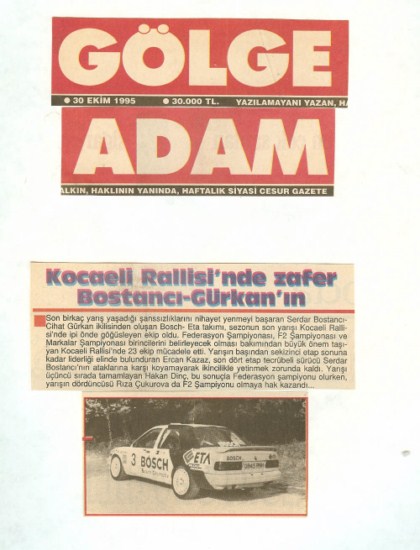 GÖLGE
● 30 EKİM 1995 ● 30.000 TL. YAZILAMAYANI YAZAN, HA
ADAM
ALKIN, HAKLININ YANINDA, HAFTALIK SİYASİ CESUR GAZETE
Kocaeli Rallisi'nde zafer
Bostancı-Gürkan'ın
Son birkaç yarış yaşadığı şanssızlıklarını nihayet yenmeyi başaran Serdar Bostancı-
Cihat Gürkan ikilisinden oluşan Bosch- Eta takımı, sezonun son yarışı Kocaeli Ralli-
si'nde ipi önde göğüsleyen ekip oldu. Federasyon Şampiyonası, F2 Şampiyonası ve
Markalar Şampiyonası birincilerini belirleyecek olması bakımından büyük önem taşı-
yan Kocaeli Rallisi'nde 23 ekip mücadele etti. Yarışın başından sekizinci etap sonuna
kadar liderliği elinde bulunduran Ercan Kazaz, son dört etap tecrübeli sürücü Serdar
Bostancı'nın ataklarına karşı koyamayarak ikincilikle yetinmek zorunda kaldı. Yarışı
üçüncü sırada tamamlayan Hakan Dinç, bu sonuçla Federasyon şampiyonu olurken,
yarışın dördüncüsü Rıza Çukurova da F2 Şampiyonu olmaya hak kazandı...
3 BOSCH
ETA
BOSCH